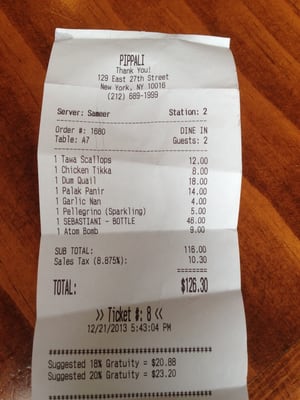 PIPPALI
Thank You!
129 East 27th Street
New York, NY 10016
(212) 689-1999
Server: Sameer Station: 2
Order #: 1680 DINE IN
Table: A7 Guests: 2
1 Tawa Scallops 12.00
1 Chicken Tikka 8.00
1 Dum Quail 18.00
1 Palak Panir 14.00
1 Garlic Nan 4.00
1 Pellegrino (Sparkling) 5.00
1 SEBASTIANI - BOTTLE 46.00
1 Atom Bomb 9.00
SUB TOTAL: 116.00
Sales Tax (8.875%): 10.30
TOTAL: $126.30
>> Ticket #: 8 <<
12/21/2013 5:43:04 PM
Suggested 18% Gratuity = $20.88
Suggested 20% Gratuity = $23.20